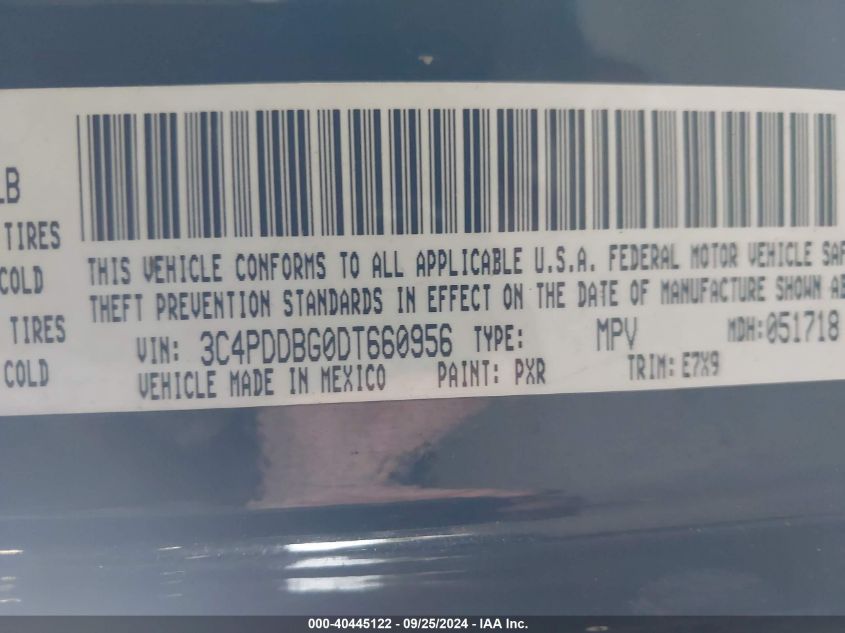 LB
TIRES
COLD
TIRES
COLD
THIS VEHICLE CONFORMS TO ALL APPLICABLE U.S.A. FEDERAL MOTOR VEHICLE SAF
THEFT PREVENTION STANDARDS IN EFFECT ON THE DATE OF MANUFACTURE SHOWN AB
VIN: 3C4PDDBG0DT660956 TYPE: MPV MDH:051718
VEHICLE MADE IN MEXICO PAINT: PXR TRIM: E7X9
000-40445122 - 09/25/2024 - IAA Inc.